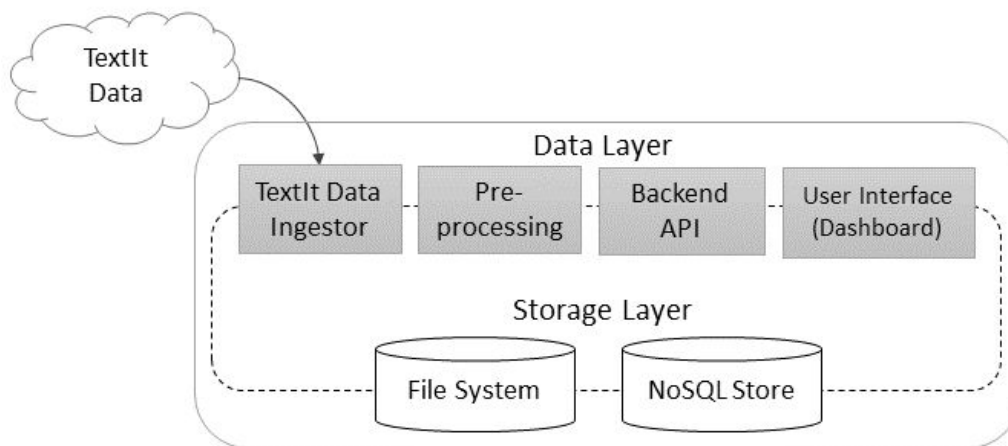 TextIt
Data
Data Layer
TextIt Data
Ingestor
Pre-
processing
Backend
API
User Interface
(Dashboard)
Storage Layer
File System
NoSQL Store